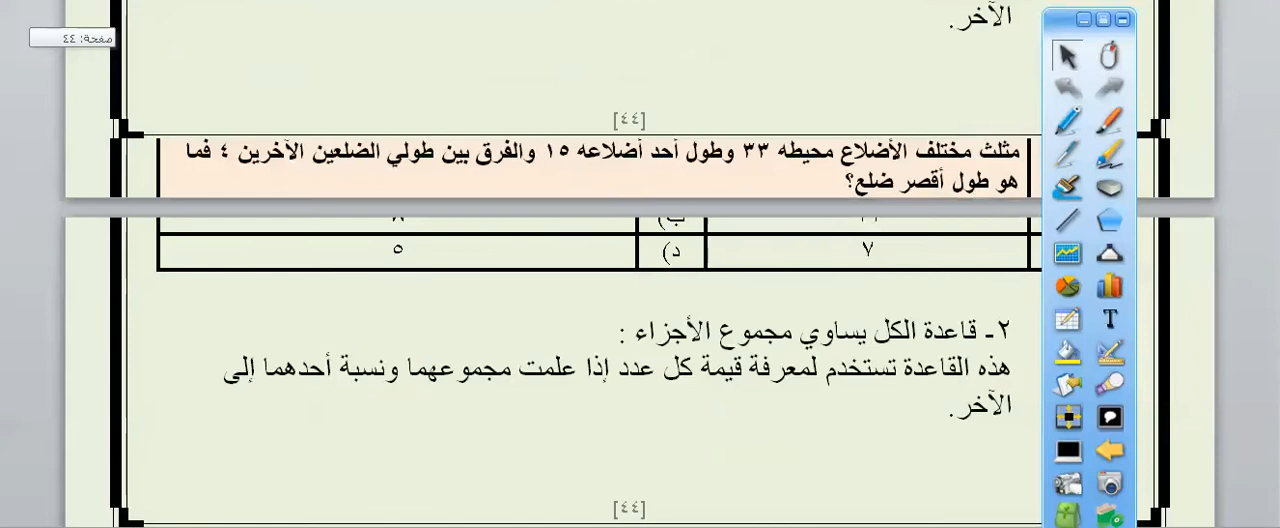 الآخر.
صفحة: ٤٤
[٤٤]
مثلث مختلف الأضلاع محيطه ٣٣ وطول أحد أضلاعه ١٥ والفرق بين طولي الضلعين الآخرين ٤ فما
هو طول أقصر ضلع؟
ب) ٨
٧ د) ٥
٢- قاعدة الكل يساوي مجموع الأجزاء :
هذه القاعدة تستخدم لمعرفة قيمة كل عدد إذا علمت مجموعهما ونسبة أحدهما إلى
الآخر.
[٤٤]